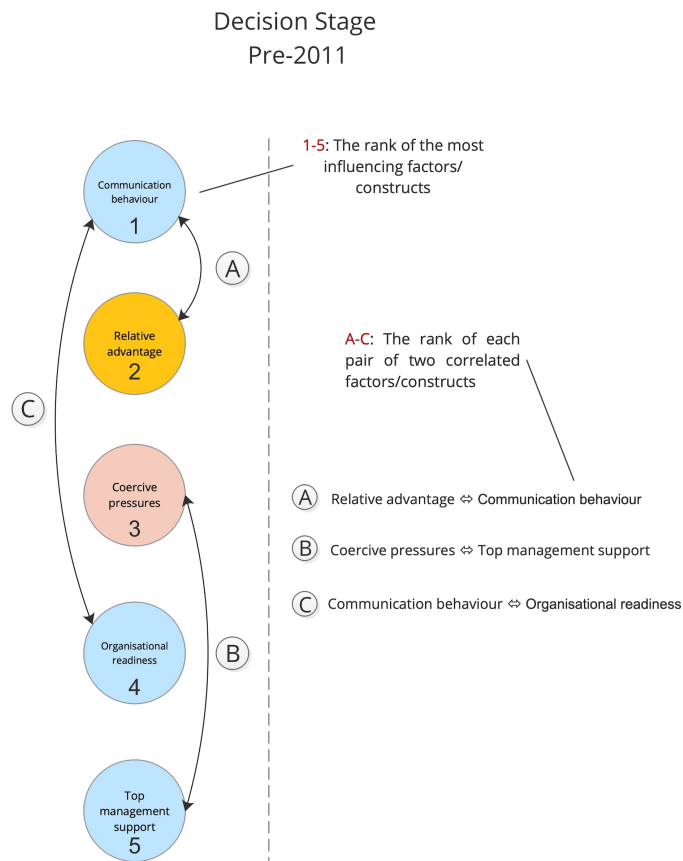 Decision Stage
Pre-2011
1-5: The rank of the most
influencing factors/
constructs
Communication
behaviour
1
A
Relative
advantage
2
A-C: The rank of each
pair of two correlated
factors/constructs
C
Coercive
pressures
3
A Relative advantage ⇔ Communication behaviour
B Coercive pressures ⇔ Top management support
C Communication behaviour ⇔ Organisational readiness
Organisational
readiness
4
B
Top
management
support
5